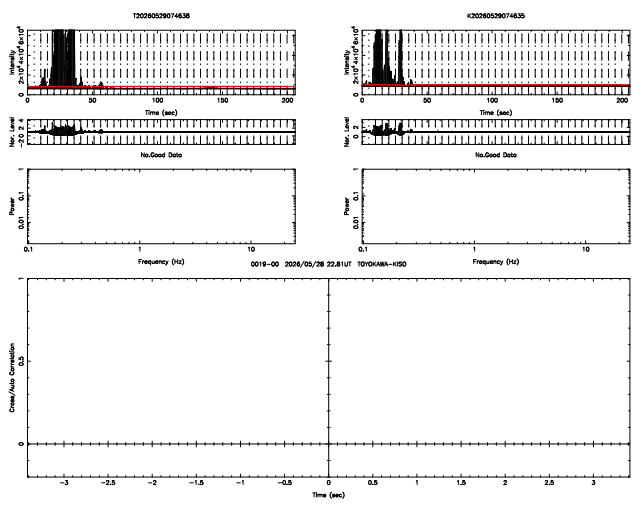 T20260529074638 K20260529074635
Intensity 2×10⁴ 4×10⁴ 6×10⁴ Intensity 2×10⁴ 4×10⁴ 6×10⁴
0 50 100 150 200 0 50 100 150 200
Time (sec) Time (sec)
Nor. Level -2 0 2 4 Nor. Level 0 2
No.Good Data No.Good Data
Power 1 0.1 0.01 Power 1 0.1 0.01
0.1 1 10 0.1 1 10
Frequency (Hz) Frequency (Hz)
0019-00 2026/05/28 22.81UT TOYOKAWA-KISO
Cross/Auto Correlation 1 0.5 0
-3 -2.5 -2 -1.5 -1 -0.5 0 0.5 1 1.5 2 2.5 3
Time (sec)